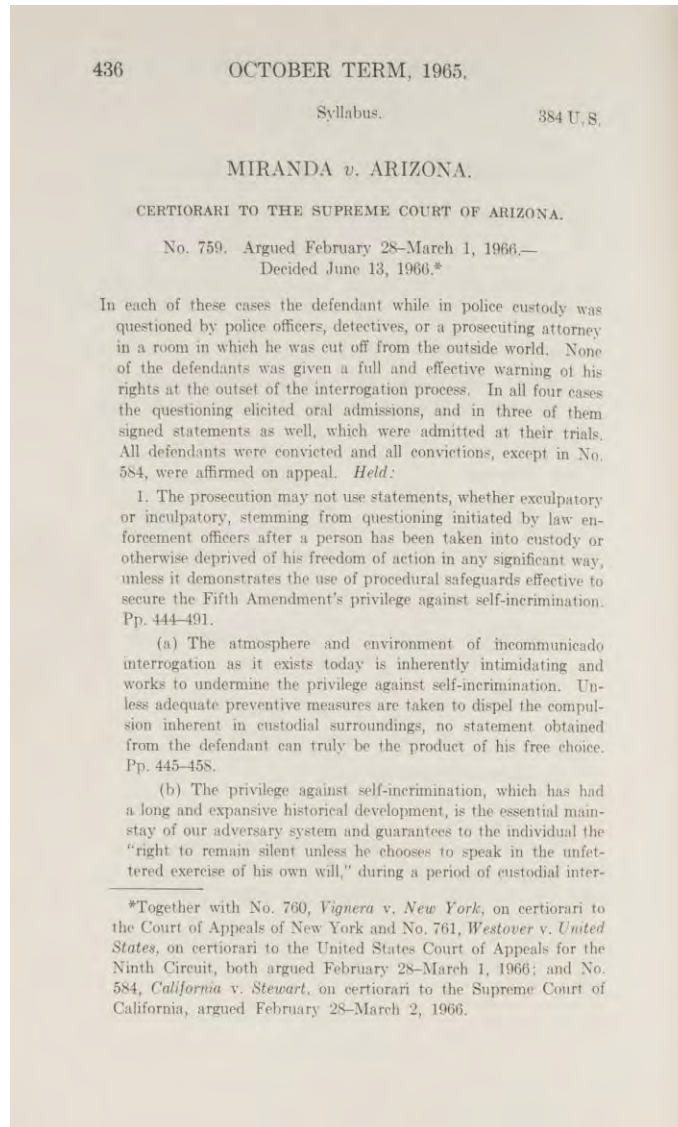 436 OCTOBER TERM, 1965.
Syllabus. 384 U.S.
MIRANDA v. ARIZONA.
CERTIORARI TO THE SUPREME COURT OF ARIZONA.
No. 759. Argued February 28–March 1, 1966.—
Decided June 13, 1966.*
In each of these cases the defendant while in police custody was
questioned by police officers, detectives, or a prosecuting attorney
in a room in which he was cut off from the outside world. None
of the defendants was given a full and effective warning of his
rights at the outset of the interrogation process. In all four cases
the questioning elicited oral admissions, and in three of them
signed statements as well, which were admitted at their trials.
All defendants were convicted and all convictions, except in No.
584, were affirmed on appeal. Held:
1. The prosecution may not use statements, whether exculpatory
or inculpatory, stemming from questioning initiated by law en-
forcement officers after a person has been taken into custody or
otherwise deprived of his freedom of action in any significant way,
unless it demonstrates the use of procedural safeguards effective to
secure the Fifth Amendment's privilege against self-incrimination.
Pp. 444–491.
(a) The atmosphere and environment of incommunicado
interrogation as it exists today is inherently intimidating and
works to undermine the privilege against self-incrimination. Un-
less adequate preventive measures are taken to dispel the compul-
sion inherent in custodial surroundings, no statement obtained
from the defendant can truly be the product of his free choice.
Pp. 445–458.
(b) The privilege against self-incrimination, which has had
a long and expansive historical development, is the essential main-
stay of our adversary system and guarantees to the individual the
"right to remain silent unless he chooses to speak in the unfet-
tered exercise of his own will," during a period of custodial inter-
*Together with No. 760, Vignera v. New York, on certiorari to
the Court of Appeals of New York and No. 761, Westover v. United
States, on certiorari to the United States Court of Appeals for the
Ninth Circuit, both argued February 28–March 1, 1966; and No.
584, California v. Stewart, on certiorari to the Supreme Court of
California, argued February 28–March 2, 1966.